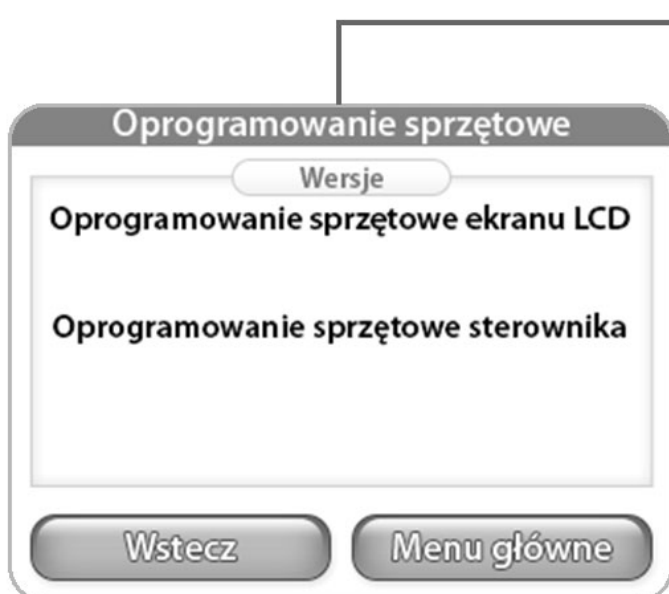 Oprogramowanie sprzętowe
Wersje
Oprogramowanie sprzętowe ekranu LCD
Oprogramowanie sprzętowe sterownika
Wstecz
Menu główne